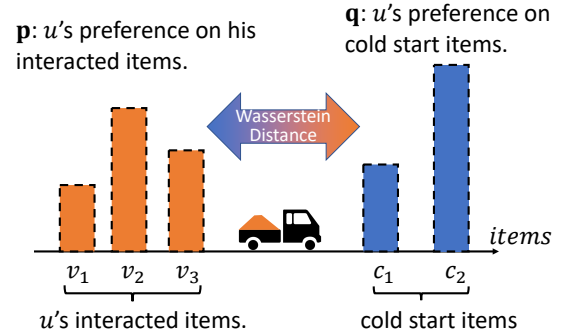 p: u's preference on his
interacted items.
q: u's preference on
cold start items.
Wasserstein
Distance
items
v₁ v₂ v₃ c₁ c₂
u's interacted items. cold start items